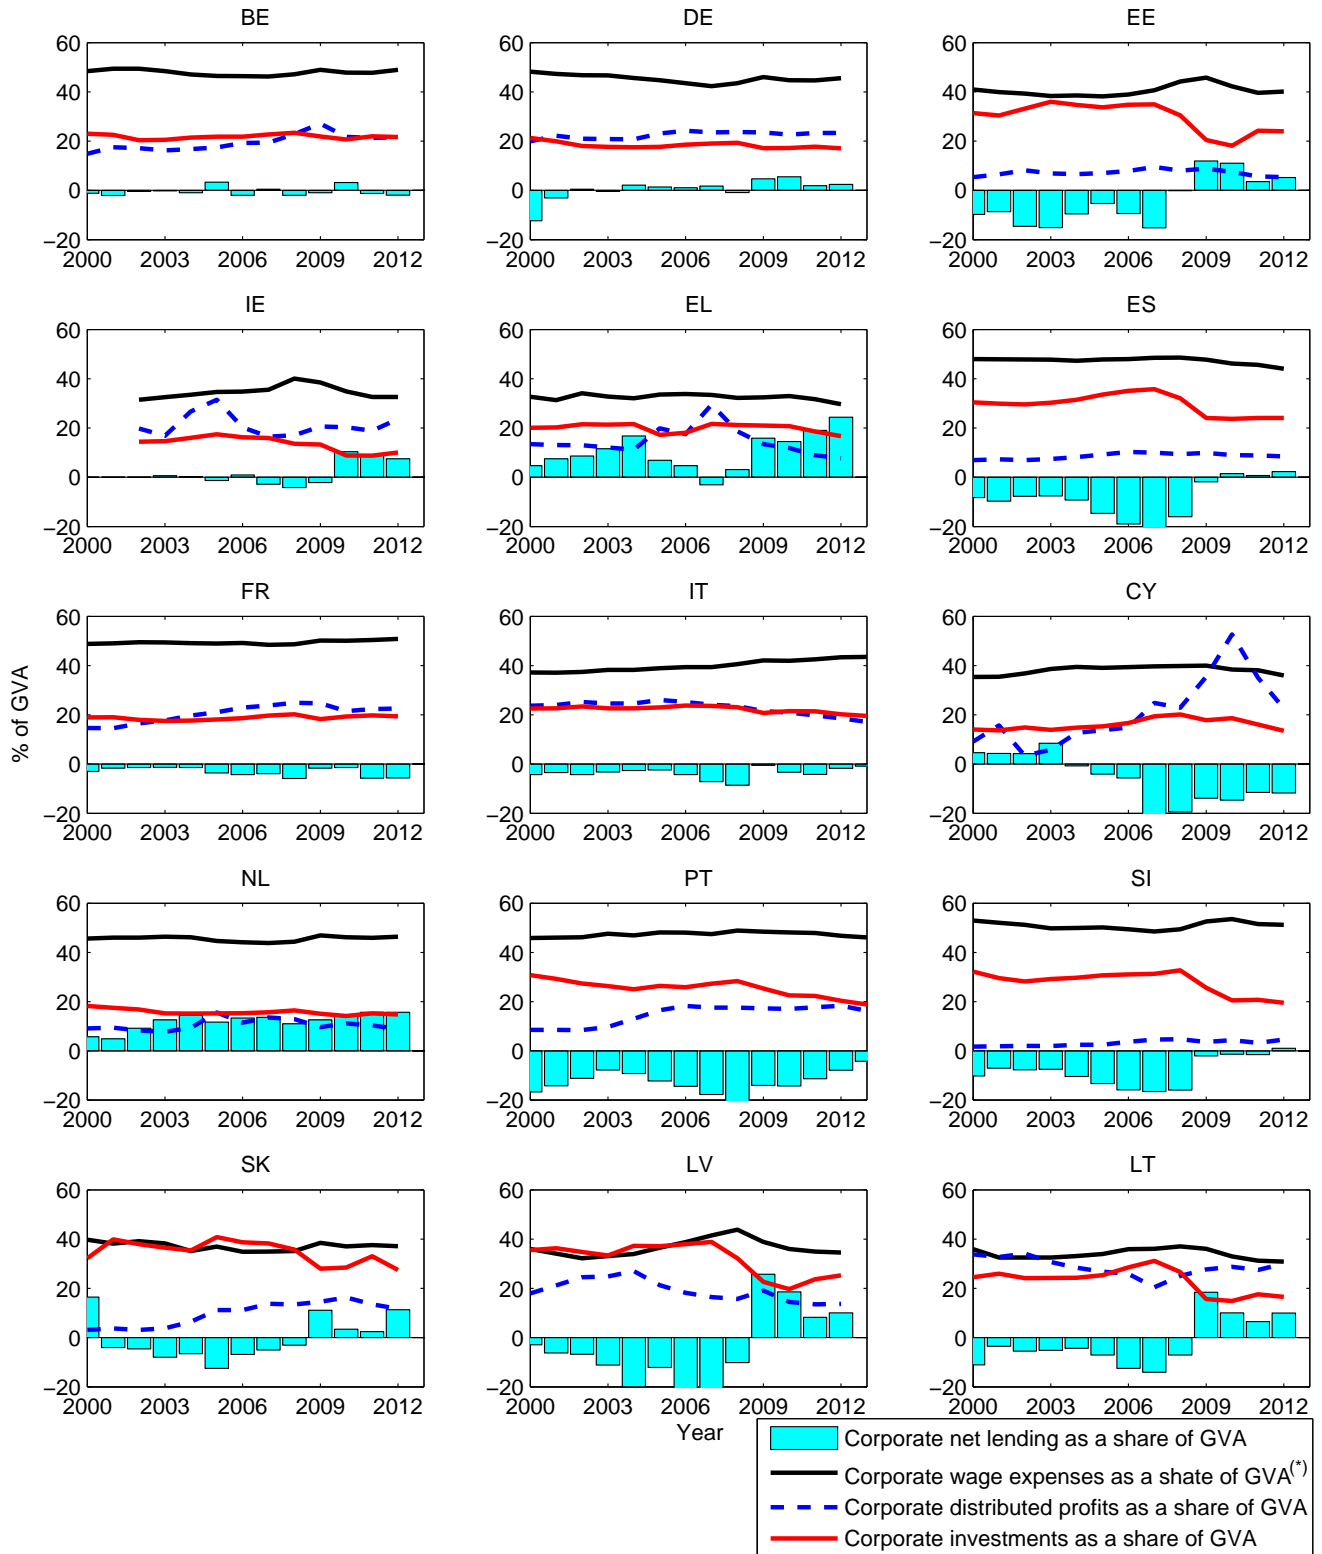 BE DE EE
60 60 60
40 40 40
20 20 20
0 0 0
−20 −20 −20
2000 2003 2006 2009 2012 2000 2003 2006 2009 2012 2000 2003 2006 2009 2012
IE EL ES
60 60 60
40 40 40
20 20 20
0 0 0
−20 −20 −20
2000 2003 2006 2009 2012 2000 2003 2006 2009 2012 2000 2003 2006 2009 2012
FR IT CY
60 60 60
40 40 40
20 20 20
0 0 0
−20 −20 −20
2000 2003 2006 2009 2012 2000 2003 2006 2009 2012 2000 2003 2006 2009 2012
% of GVA
NL PT SI
60 60 60
40 40 40
20 20 20
0 0 0
−20 −20 −20
2000 2003 2006 2009 2012 2000 2003 2006 2009 2012 2000 2003 2006 2009 2012
SK LV LT
60 60 60
40 40 40
20 20 20
0 0 0
−20 −20 −20
2000 2003 2006 2009 2012 2000 2003 2006 2009 2012 2000 2003 2006 2009 2012
Year
Corporate net lending as a share of GVA
Corporate wage expenses as a shate of GVA(*)
Corporate distributed profits as a share of GVA
Corporate investments as a share of GVA